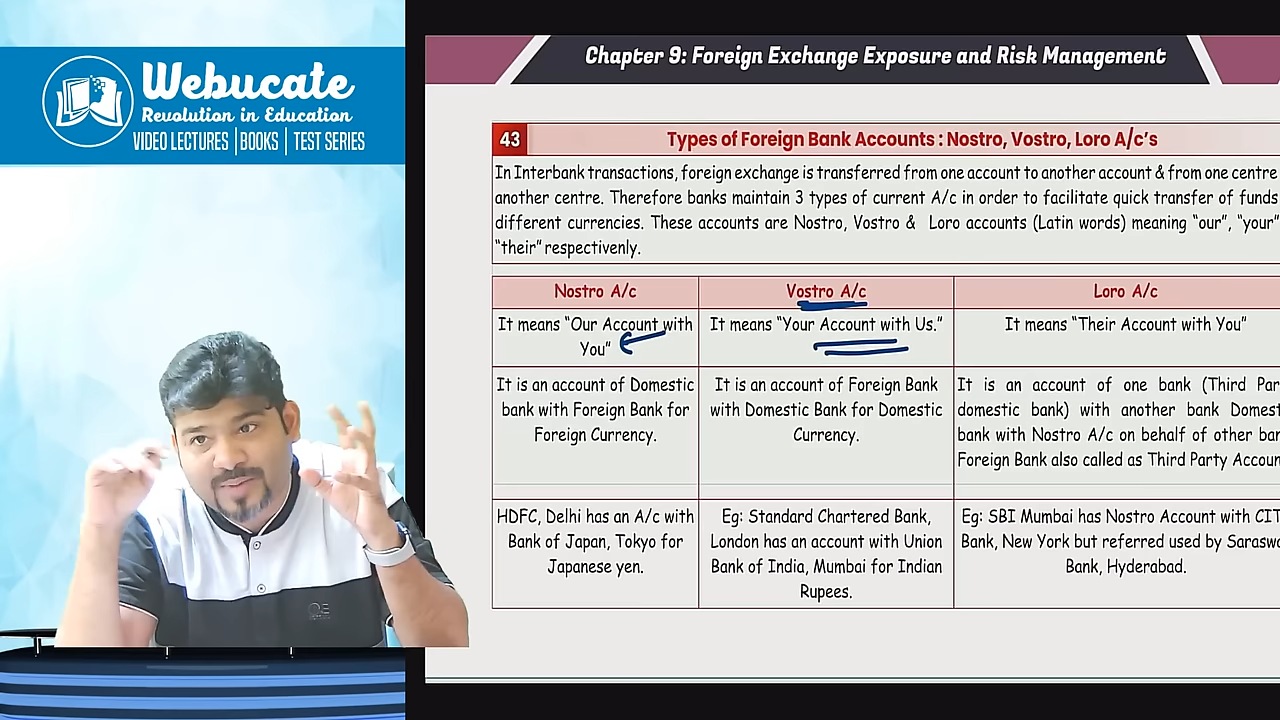 Webucate
Revolution in Education
VIDEO LECTURES | BOOKS | TEST SERIES
Chapter 9: Foreign Exchange Exposure and Risk Management
43
Types of Foreign Bank Accounts : Nostro, Vostro, Loro A/c's
In Interbank transactions, foreign exchange is transferred from one account to another account & from one centre
another centre. Therefore banks maintain 3 types of current A/c in order to facilitate quick transfer of funds
different currencies. These accounts are Nostro, Vostro & Loro accounts (Latin words) meaning "our", "your"
"their" respectivenly.
Nostro A/c
It means "Our Account with
You"
It is an account of Domestic
bank with Foreign Bank for
Foreign Currency.
HDFC, Delhi has an A/c with
Bank of Japan, Tokyo for
Japanese yen.
Vostro A/c
It means "Your Account with Us."
It is an account of Foreign Bank
with Domestic Bank for Domestic
Currency.
Eg: Standard Chartered Bank,
London has an account with Union
Bank of India, Mumbai for Indian
Rupees.
Loro A/c
It means "Their Account with You"
It is an account of one bank (Third Par
domestic bank) with another bank Domest
bank with Nostro A/c on behalf of other ban
Foreign Bank also called as Third Party Accoun
Eg: SBI Mumbai has Nostro Account with CIT
Bank, New York but referred used by Saraswa
Bank, Hyderabad.